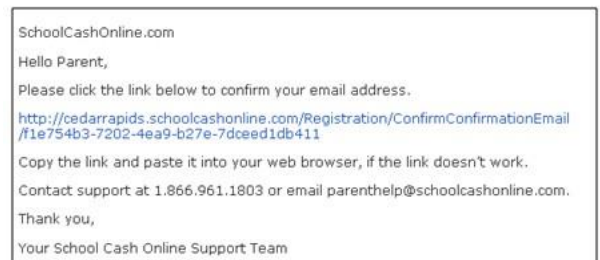 SchoolCashOnline.com
Hello Parent,
Please click the link below to confirm your email address.
http://cedarrapids.schoolcashonline.com/Registration/ConfirmConfirmationEmail
/f1e754b3-7202-4ea9-b27e-7dceed1db411
Copy the link and paste it into your web browser, if the link doesn't work.
Contact support at 1.866.961.1803 or email parenthelp@schoolcashonline.com.
Thank you,
Your School Cash Online Support Team